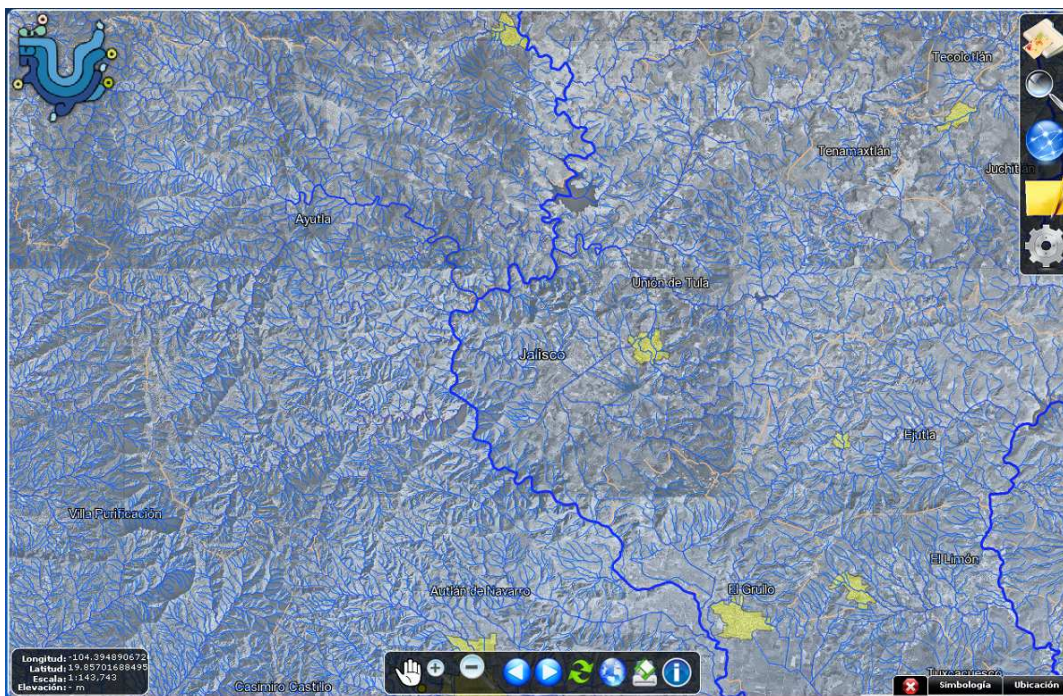 Tecolotlán
Tenamaxtlán
Juchitlán
Ayutla
Unión de Tula
Jalisco
Ejutla
Villa Purificación
El Limón
Autlán de Navarro
El Grullo
Tuxcacuesco
Casimiro Castillo
Longitud: -104.394890672
Latitud: 19.85701688495
Escala: 1:143,743
Elevación: - m
Simbología
Ubicación